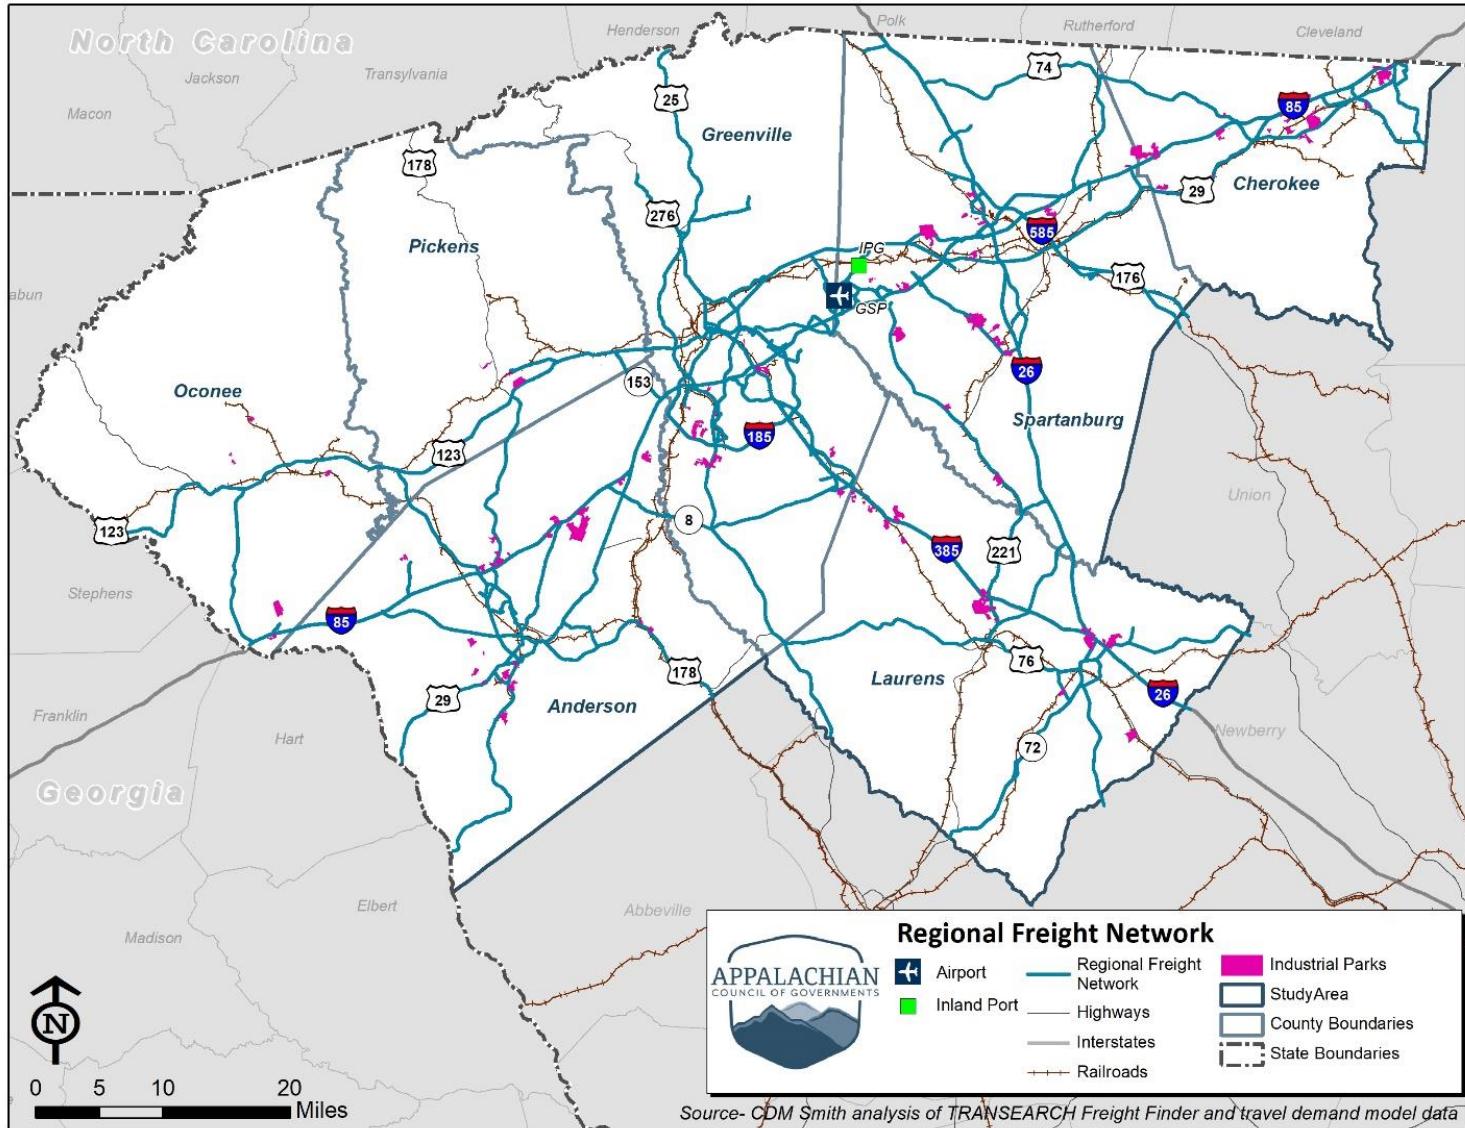 North Carolina
Henderson
Polk
Rutherford
Cleveland
Jackson
Transylvania
Macon
74
85
25
Greenville
178
29
Cherokee
276
585
Pickens
IPG
176
abun
GSP
26
153
Oconee
Spartanburg
185
123
Union
8
123
385
221
Stephens
85
76
178
Laurens
26
29
Anderson
Franklin
Newberry
Hart
72
Georgia
Elbert
Abbeville
Madison
Regional Freight Network
APPALACHIAN
COUNCIL OF GOVERNMENTS
Airport
Inland Port
Regional Freight
Network
Highways
Interstates
Railroads
Industrial Parks
StudyArea
County Boundaries
State Boundaries
N
0 5 10 20
Miles
Source- CDM Smith analysis of TRANSEARCH Freight Finder and travel demand model data